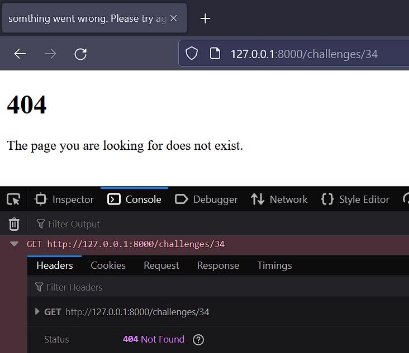 somthing went wrong. Please try ag
127.0.0.1:8000/challenges/34
404
The page you are looking for does not exist.
Inspector Console Debugger Network Style Editor
Filter Output
GET http://127.0.0.1:8000/challenges/34
Headers Cookies Request Response Timings
Filter Headers
GET http://127.0.0.1:8000/challenges/34
Status 404 Not Found